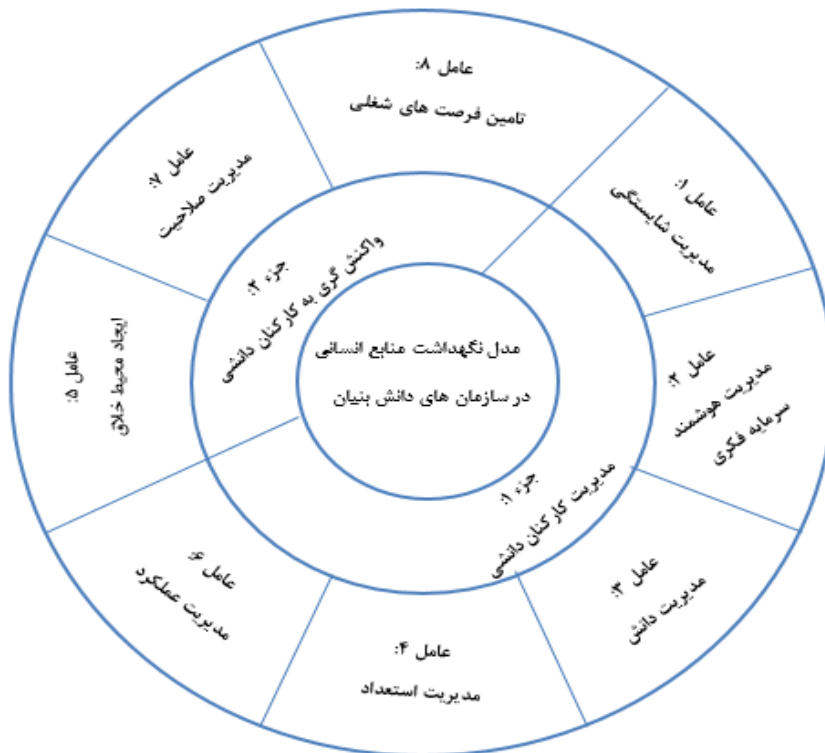 مدل نگهداشت منابع انسانی
در سازمان های دانش بنیان
جزء ۱:
مدیریت کارکنان دانشی
جزء ۲:
واکنش گری به کارکنان دانشی
عامل ۱:
مدیریت شایستگی
عامل ۲:
مدیریت هوشمند
سرمایه فکری
عامل ۳:
مدیریت دانش
عامل ۴:
مدیریت استعداد
عامل ۶:
مدیریت عملکرد
عامل ۵:
ایجاد محیط خلاق
عامل ۷:
مدیریت صلاحیت
عامل ۸:
تامین فرصت های شغلی